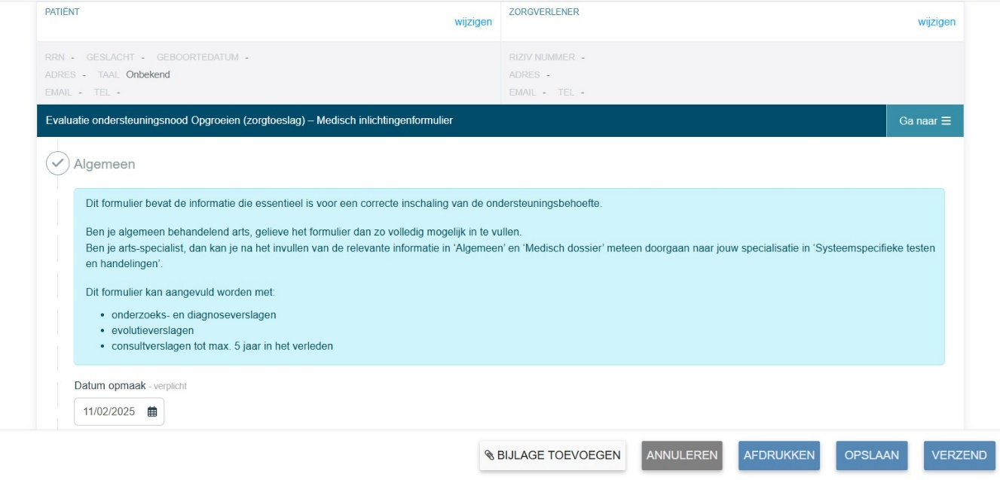 PATIËNT
wijzigen
ZORGVERLENER
wijzigen
RRN - GESLACHT - GEBOORTEDATUM -
ADRES - TAAL Onbekend
EMAIL - TEL -
RIZIV NUMMER -
ADRES -
EMAIL - TEL -
Evaluatie ondersteuningsnood Opgroeien (zorgtoeslag) – Medisch inlichtingenformulier
Ga naar
Algemeen
Dit formulier bevat de informatie die essentieel is voor een correcte inschaling van de ondersteuningsbehoefte.
Ben je algemeen behandelend arts, gelieve het formulier dan zo volledig mogelijk in te vullen.
Ben je arts-specialist, dan kan je na het invullen van de relevante informatie in ‘Algemeen’ en ‘Medisch dossier’ meteen doorgaan naar jouw specialisatie in ‘Systeemspecifieke testen
en handelingen’.
Dit formulier kan aangevuld worden met:
• onderzoeks- en diagnoseverslagen
• evolutieverslagen
• consultverslagen tot max. 5 jaar in het verleden
Datum opmaak - verplicht
11/02/2025
BIJLAGE TOEVOEGEN
ANNULEREN
AFDRUKKEN
OPSLAAN
VERZEND